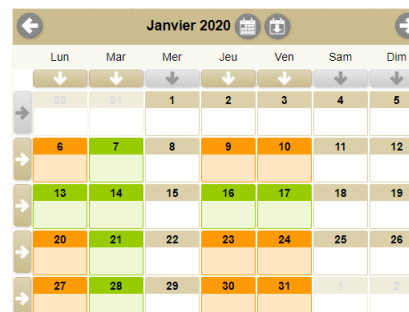 Janvier 2020
Lun Mar Mer Jeu Ven Sam Dim
30 31 1 2 3 4 5
6 7 8 9 10 11 12
13 14 15 16 17 18 19
20 21 22 23 24 25 26
27 28 29 30 31 1 2